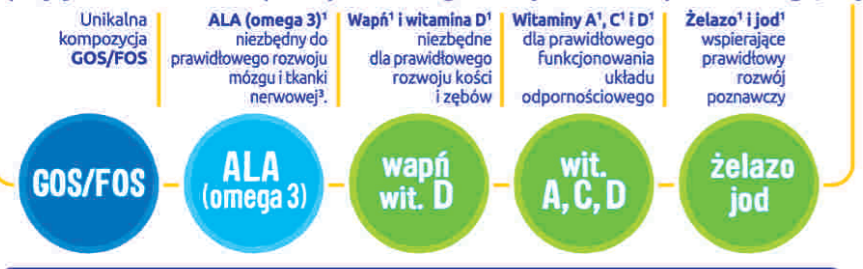 Unikalna
kompozycja
GOS/FOS
ALA (omega 3)¹
niezbędny do
prawidłowego rozwoju
mózgu i tkanki
nerwowej³.
Wapń¹ i witamina D¹
niezbędne
dla prawidłowego
rozwoju kości
i zębów
Witaminy A¹, C¹ i D¹
dla prawidłowego
funkcjonowania
układu
odpornościowego
Żelazo¹ i jod¹
wspierające
prawidłowy
rozwój
poznawczy
GOS/FOS
ALA
(omega 3)
wapń
wit. D
wit.
A, C, D
żelazo
jod